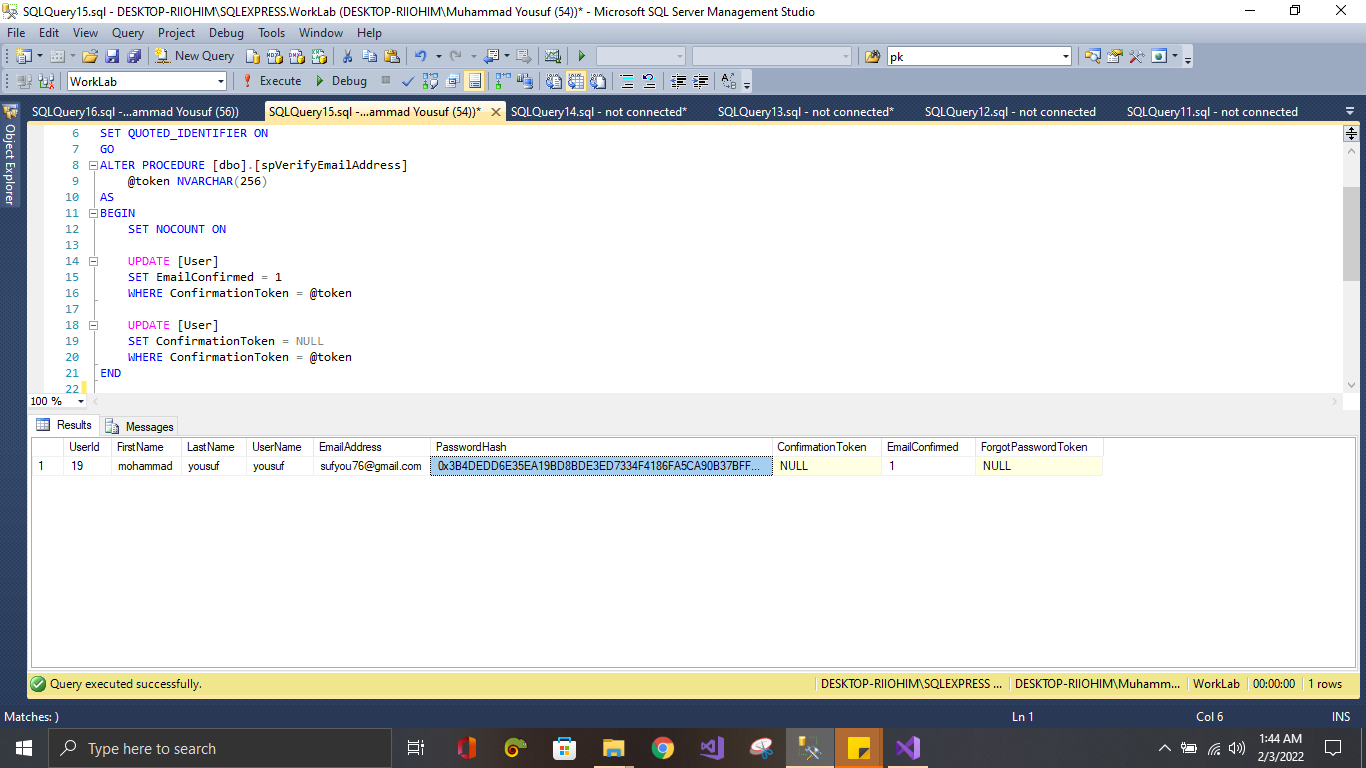 SQLQuery15.sql - DESKTOP-RIIOHIM\SQLEXPRESS.WorkLab (DESKTOP-RIIOHIM\Muhammad Yousuf (54))* - Microsoft SQL Server Management Studio
File Edit View Query Project Debug Tools Window Help
New Query pk
WorkLab Execute Debug
SQLQuery16.sql -...ammad Yousuf (56)) SQLQuery15.sql -...ammad Yousuf (54))* SQLQuery14.sql - not connected* SQLQuery13.sql - not connected* SQLQuery12.sql - not connected SQLQuery11.sql - not connected
Object Explorer
6 SET QUOTED_IDENTIFIER ON
7 GO
8 ALTER PROCEDURE [dbo].[spVerifyEmailAddress]
9 @token NVARCHAR(256)
10 AS
11 BEGIN
12 SET NOCOUNT ON
13
14 UPDATE [User]
15 SET EmailConfirmed = 1
16 WHERE ConfirmationToken = @token
17
18 UPDATE [User]
19 SET ConfirmationToken = NULL
20 WHERE ConfirmationToken = @token
21 END
22
100 %
Results Messages
UserId FirstName LastName UserName EmailAddress PasswordHash ConfirmationToken EmailConfirmed ForgotPasswordToken
1 19 mohammad yousuf yousuf sufyou76@gmail.com 0x3B4DEDD6E35EA19BD8BDE3ED7334F4186FA5CA90B37BFF... NULL 1 NULL
Query executed successfully. DESKTOP-RIIOHIM\SQLEXPRESS ... DESKTOP-RIIOHIM\Muhamm... WorkLab 00:00:00 1 rows
Matches: ) Ln 1 Col 6 INS
Type here to search
1:44 AM
2/3/2022